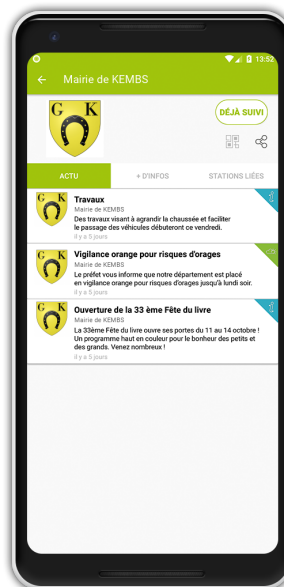 13:52
Mairie de KEMBS
G K
DÉJÀ SUIVI
ACTU
+ D'INFOS
STATIONS LIÉES
G K
Travaux
Mairie de KEMBS
Des travaux visant à agrandir la chaussée et faciliter
le passage des véhicules débuteront ce vendredi.
il y a 5 jours
G K
Vigilance orange pour risques d'orages
Mairie de KEMBS
Le préfet vous informe que notre département est placé
en vigilance orange pour risques d'orages jusqu'à lundi soir.
il y a 5 jours
G K
Ouverture de la 33 ème Fête du livre
Mairie de KEMBS
La 33ème Fête du livre ouvre ses portes du 11 au 14 octobre !
Un programme haut en couleur pour le bonheur des petits et
des grands. Venez nombreux !
il y a 5 jours